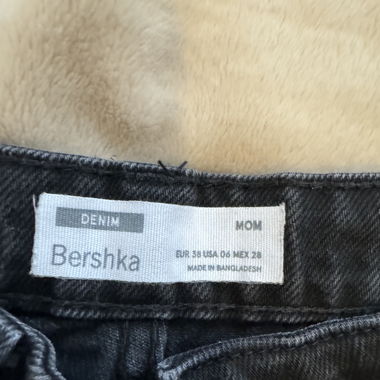 DENIM
MOM
Bershka
EUR 38 USA 06 MEX 28
MADE IN BANGLADESH